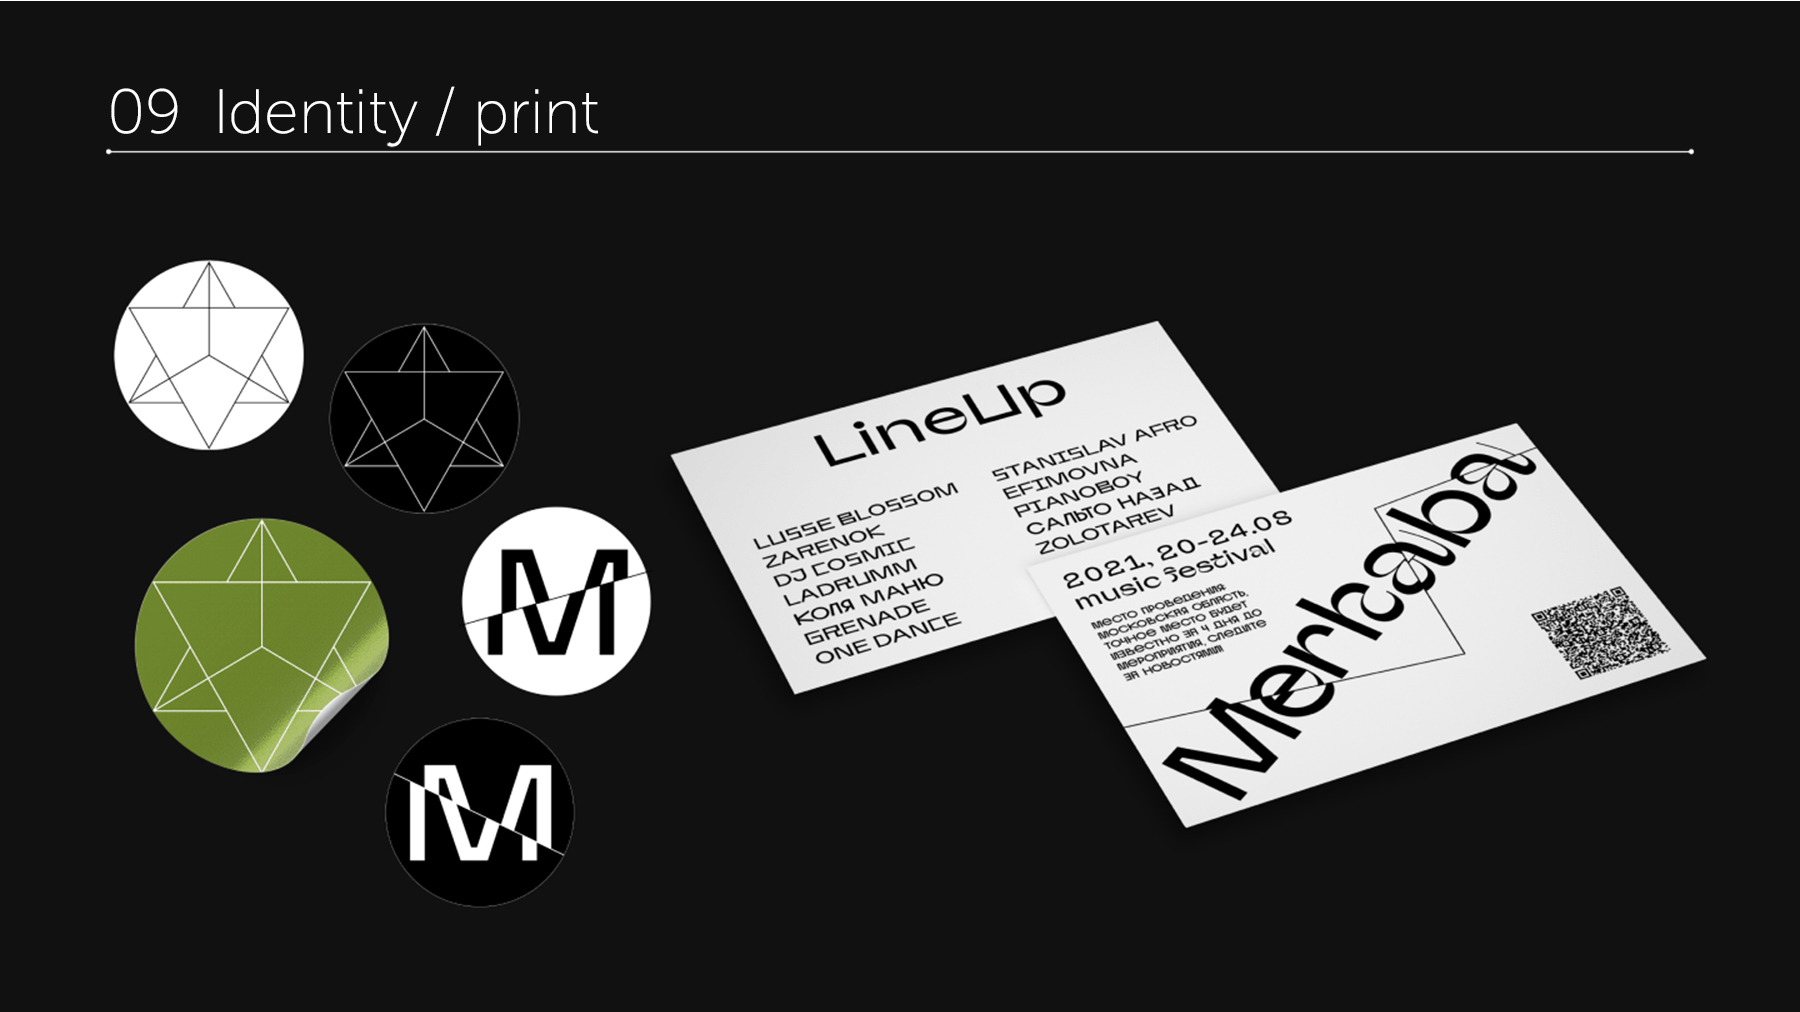 09 Identity / print
M
M
LineUp
LUSSE BLOSSOM
ZARENOK
DJ COSMIC
LADRUMM
КОЛЯ МАНЮ
GRENADE
ONE DANCE
STANISLAV AFRO
EFIMOVNA
PIANOBOY
САЛЬТО НАЗАД
ZOLOTAREV
2021, 20-24.08
music festival
место проведения
московская область,
точное место будет
известно за 4 дня до
мероприятия, следите
за новостями!
Merkaba